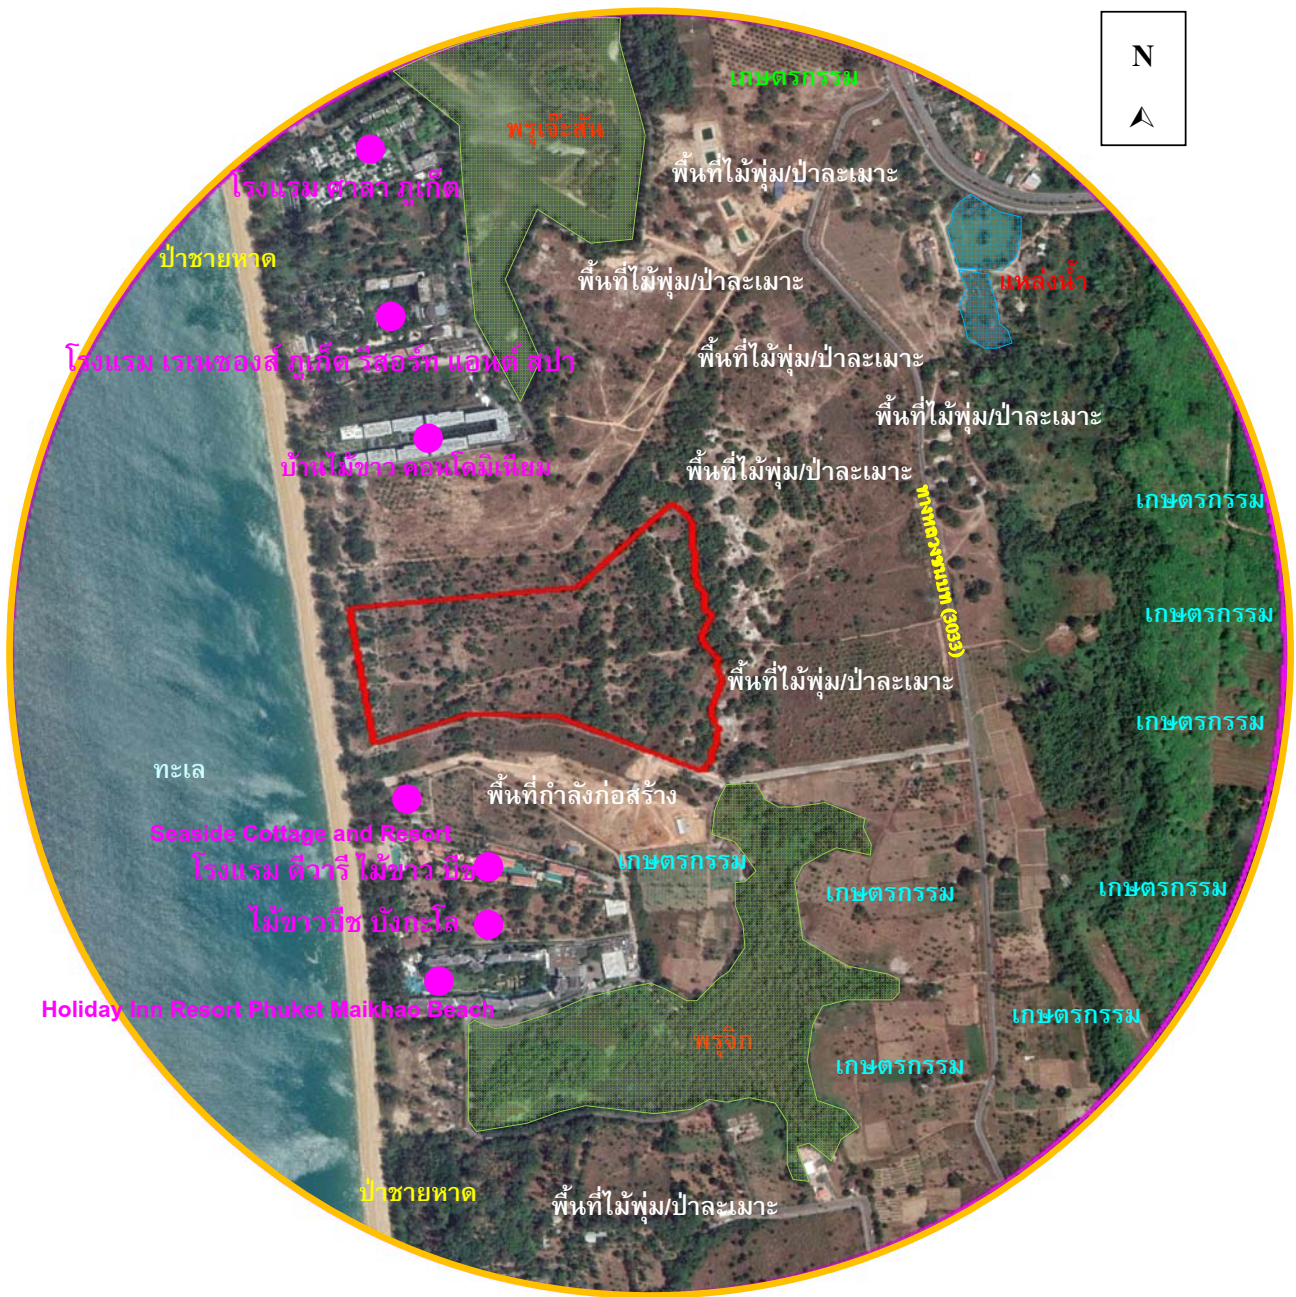 N
เกษตรกรรม
พรุเจ๊ะสัน
พื้นที่ไม้พุ่ม/ป่าละเมาะ
โรงแรม ศาลา ภูเก็ต
ป่าชายหาด
พื้นที่ไม้พุ่ม/ป่าละเมาะ
แหล่งน้ำ
โรงแรม เรเนซองส์ ภูเก็ต รีสอร์ท แอนด์ สปา
พื้นที่ไม้พุ่ม/ป่าละเมาะ
พื้นที่ไม้พุ่ม/ป่าละเมาะ
บ้านไม้ขาว คอนโดมิเนียม
พื้นที่ไม้พุ่ม/ป่าละเมาะ
เกษตรกรรม
ทางหลวงชนบท (3033)
เกษตรกรรม
พื้นที่ไม้พุ่ม/ป่าละเมาะ
เกษตรกรรม
ทะเล
พื้นที่กำลังก่อสร้าง
Seaside Cottage and Resort
โรงแรม ดีวารี ไม้ขาว บีช
เกษตรกรรม
เกษตรกรรม
เกษตรกรรม
ไม้ขาวบีช บังกะโล
Holiday Inn Resort Phuket Maikhao Beach
เกษตรกรรม
พรุจิก
เกษตรกรรม
ป่าชายหาด
พื้นที่ไม้พุ่ม/ป่าละเมาะ